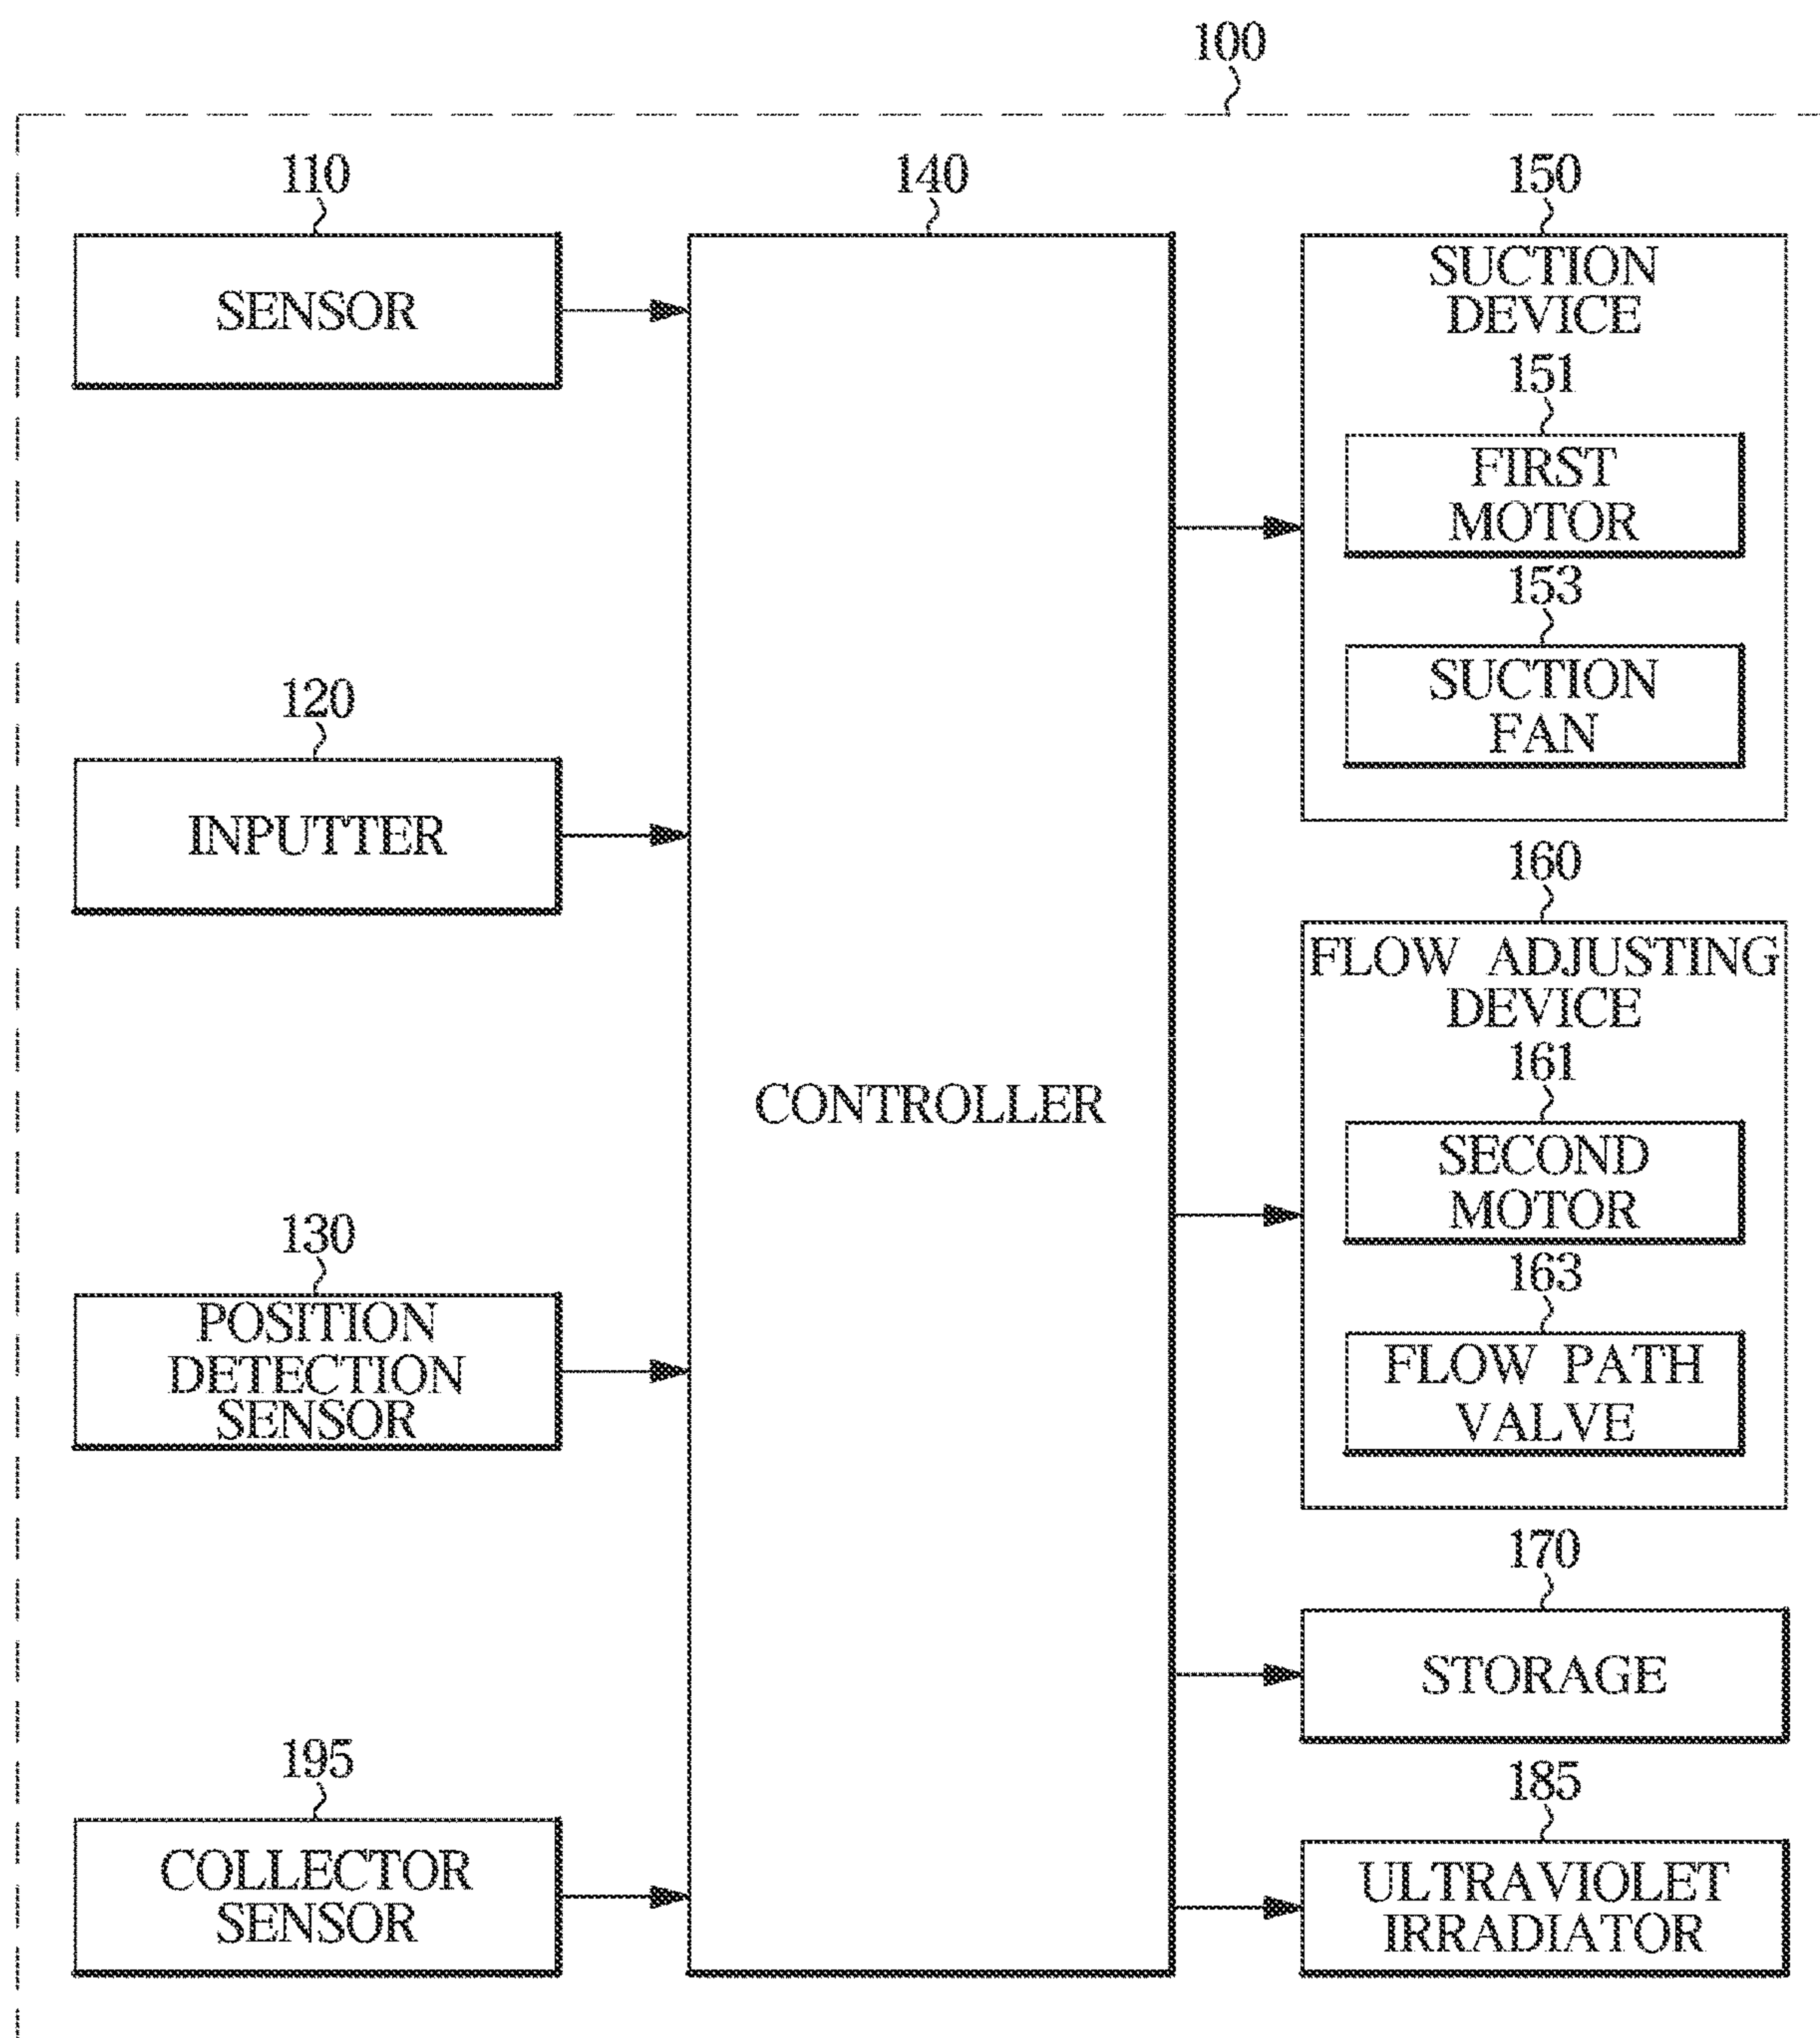 100
110
SENSOR
120
INPUTTER
130
POSITION
DETECTION
SENSOR
195
COLLECTOR
SENSOR
140
CONTROLLER
150
SUCTION
DEVICE
151
FIRST
MOTOR
153
SUCTION
FAN
160
FLOW ADJUSTING
DEVICE
161
SECOND
MOTOR
163
FLOW PATH
VALVE
170
STORAGE
185
ULTRAVIOLET
IRRADIATOR